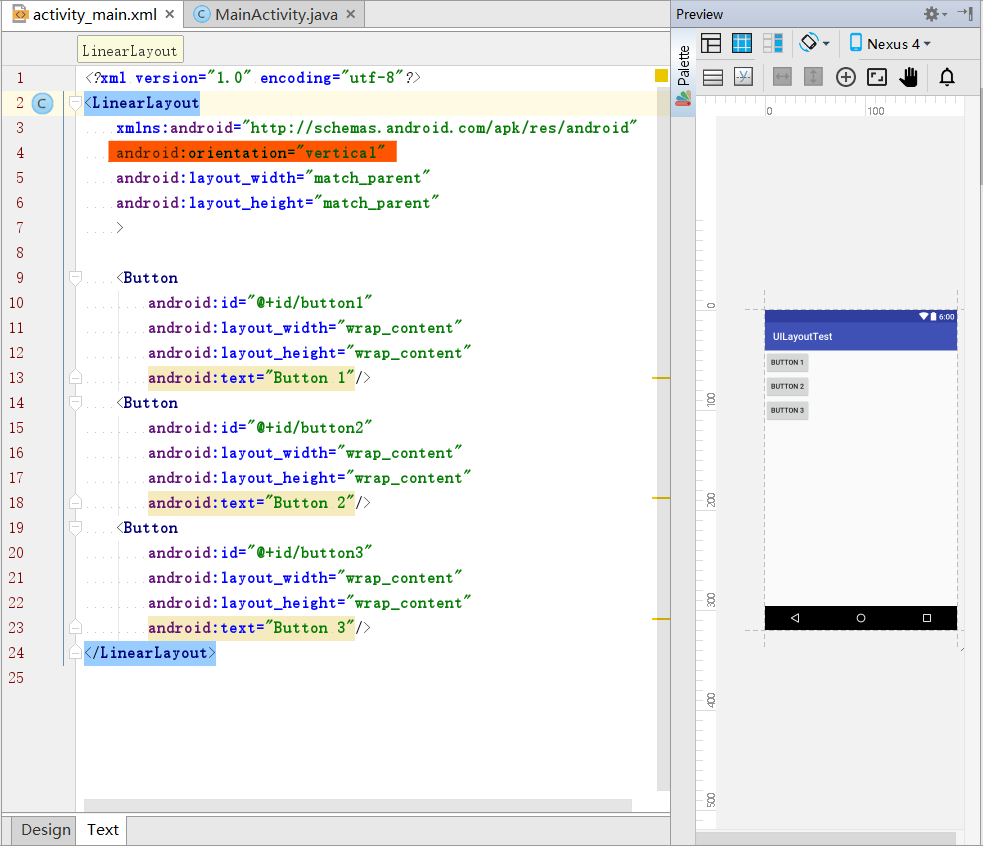 activity_main.xml × MainActivity.java ×
LinearLayout
1 <?xml version="1.0" encoding="utf-8"?>
2 C <LinearLayout
3 xmlns:android="http://schemas.android.com/apk/res/android"
4 android:orientation="vertical"
5 android:layout_width="match_parent"
6 android:layout_height="match_parent"
7 >
8
9 <Button
10 android:id="@+id/button1"
11 android:layout_width="wrap_content"
12 android:layout_height="wrap_content"
13 android:text="Button 1"/>
14 <Button
15 android:id="@+id/button2"
16 android:layout_width="wrap_content"
17 android:layout_height="wrap_content"
18 android:text="Button 2"/>
19 <Button
20 android:id="@+id/button3"
21 android:layout_width="wrap_content"
22 android:layout_height="wrap_content"
23 android:text="Button 3"/>
24 </LinearLayout>
25
Design Text
Preview
Palette
Nexus 4
0 100
0
100
200
300
400
500
6:00
UILayoutTest
BUTTON 1
BUTTON 2
BUTTON 3